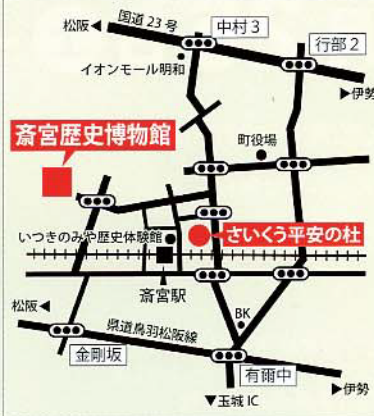 国道23号
中村3
行部2
松阪◀
イオンモール明和
▶伊勢
斎宮歴史博物館
町役場
さいくう平安の杜
いつきのみや歴史体験館
斎宮駅
松阪◀
BK
県道鳥羽松阪線
金剛坂
有爾中
▶伊勢
▼玉城IC